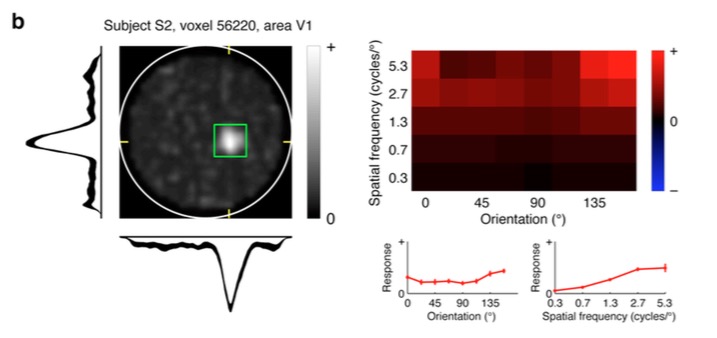 b
Subject S2, voxel 56220, area V1
+
0
Spatial frequency (cycles/°)
5.3
2.7
1.3
0.7
0.3
0 45 90 135
Orientation (°)
+
0
–
Response
+
0
0 45 90 135
Orientation (°)
Response
+
0
0.3 0.7 1.3 2.7 5.3
Spatial frequency (cycles/°)